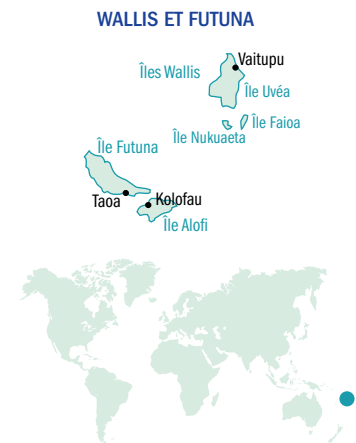 WALLIS ET FUTUNA
Vaitupu
Îles Wallis
Île Uvéa
Île Faioa
Île Nukuaeta
Île Futuna
Taoa
Kolofau
Île Alofi